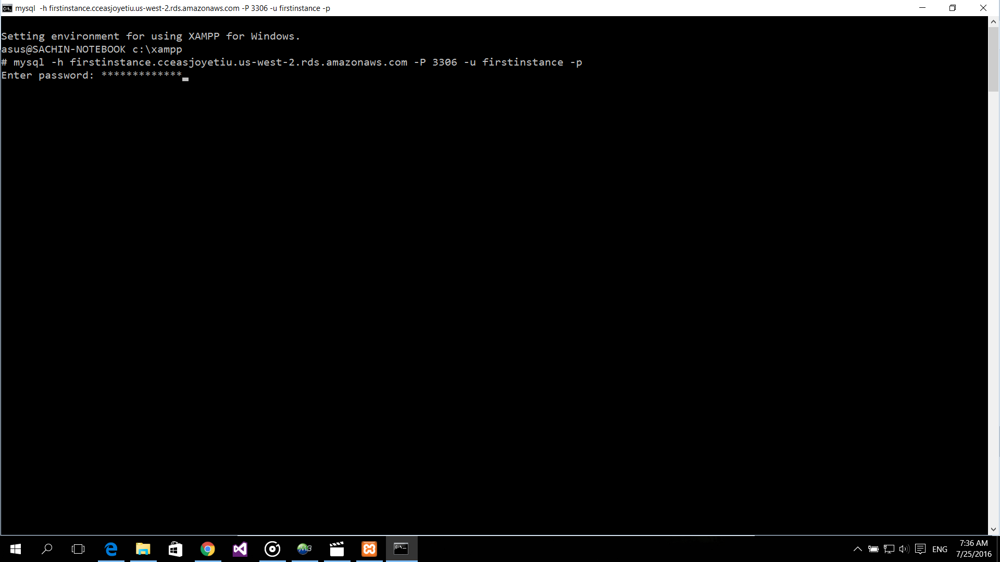 mysql -h firstinstance.cceasjoyetiu.us-west-2.rds.amazonaws.com -P 3306 -u firstinstance -p
Setting environment for using XAMPP for Windows.
asus@SACHIN-NOTEBOOK c:\xampp
# mysql -h firstinstance.cceasjoyetiu.us-west-2.rds.amazonaws.com -P 3306 -u firstinstance -p
Enter password: *************
ENG
7:36 AM
7/25/2016